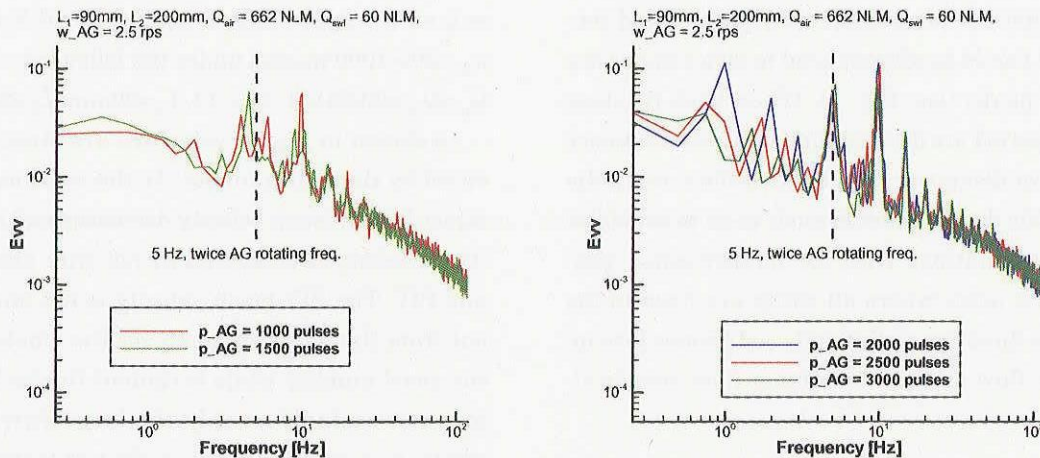 L₁=90mm, L₂=200mm, Qair = 662 NLM, Qswl = 60 NLM,
w_AG = 2.5 rps
10⁻¹
10⁻²
10⁻³
10⁻⁴
Evv
5 Hz, twice AG rotating freq.
p_AG = 1000 pulses
p_AG = 1500 pulses
10⁰
10¹
10²
Frequency [Hz]
L₁=90mm, L₂=200mm, Qair = 662 NLM, Qswl = 60 NLM,
w_AG = 2.5 rps
10⁻¹
10⁻²
10⁻³
10⁻⁴
Evv
5 Hz, twice AG rotating freq.
p_AG = 2000 pulses
p_AG = 2500 pulses
p_AG = 3000 pulses
10⁰
10¹
10
Frequency [Hz]